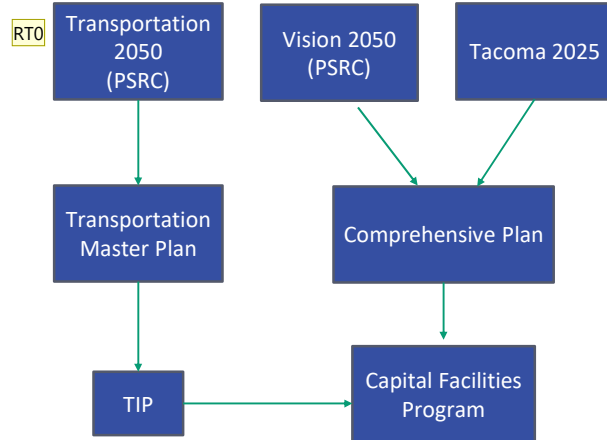 RT0
Transportation
2050
(PSRC)
Vision 2050
(PSRC)
Tacoma 2025
Transportation
Master Plan
Comprehensive Plan
TIP
Capital Facilities
Program